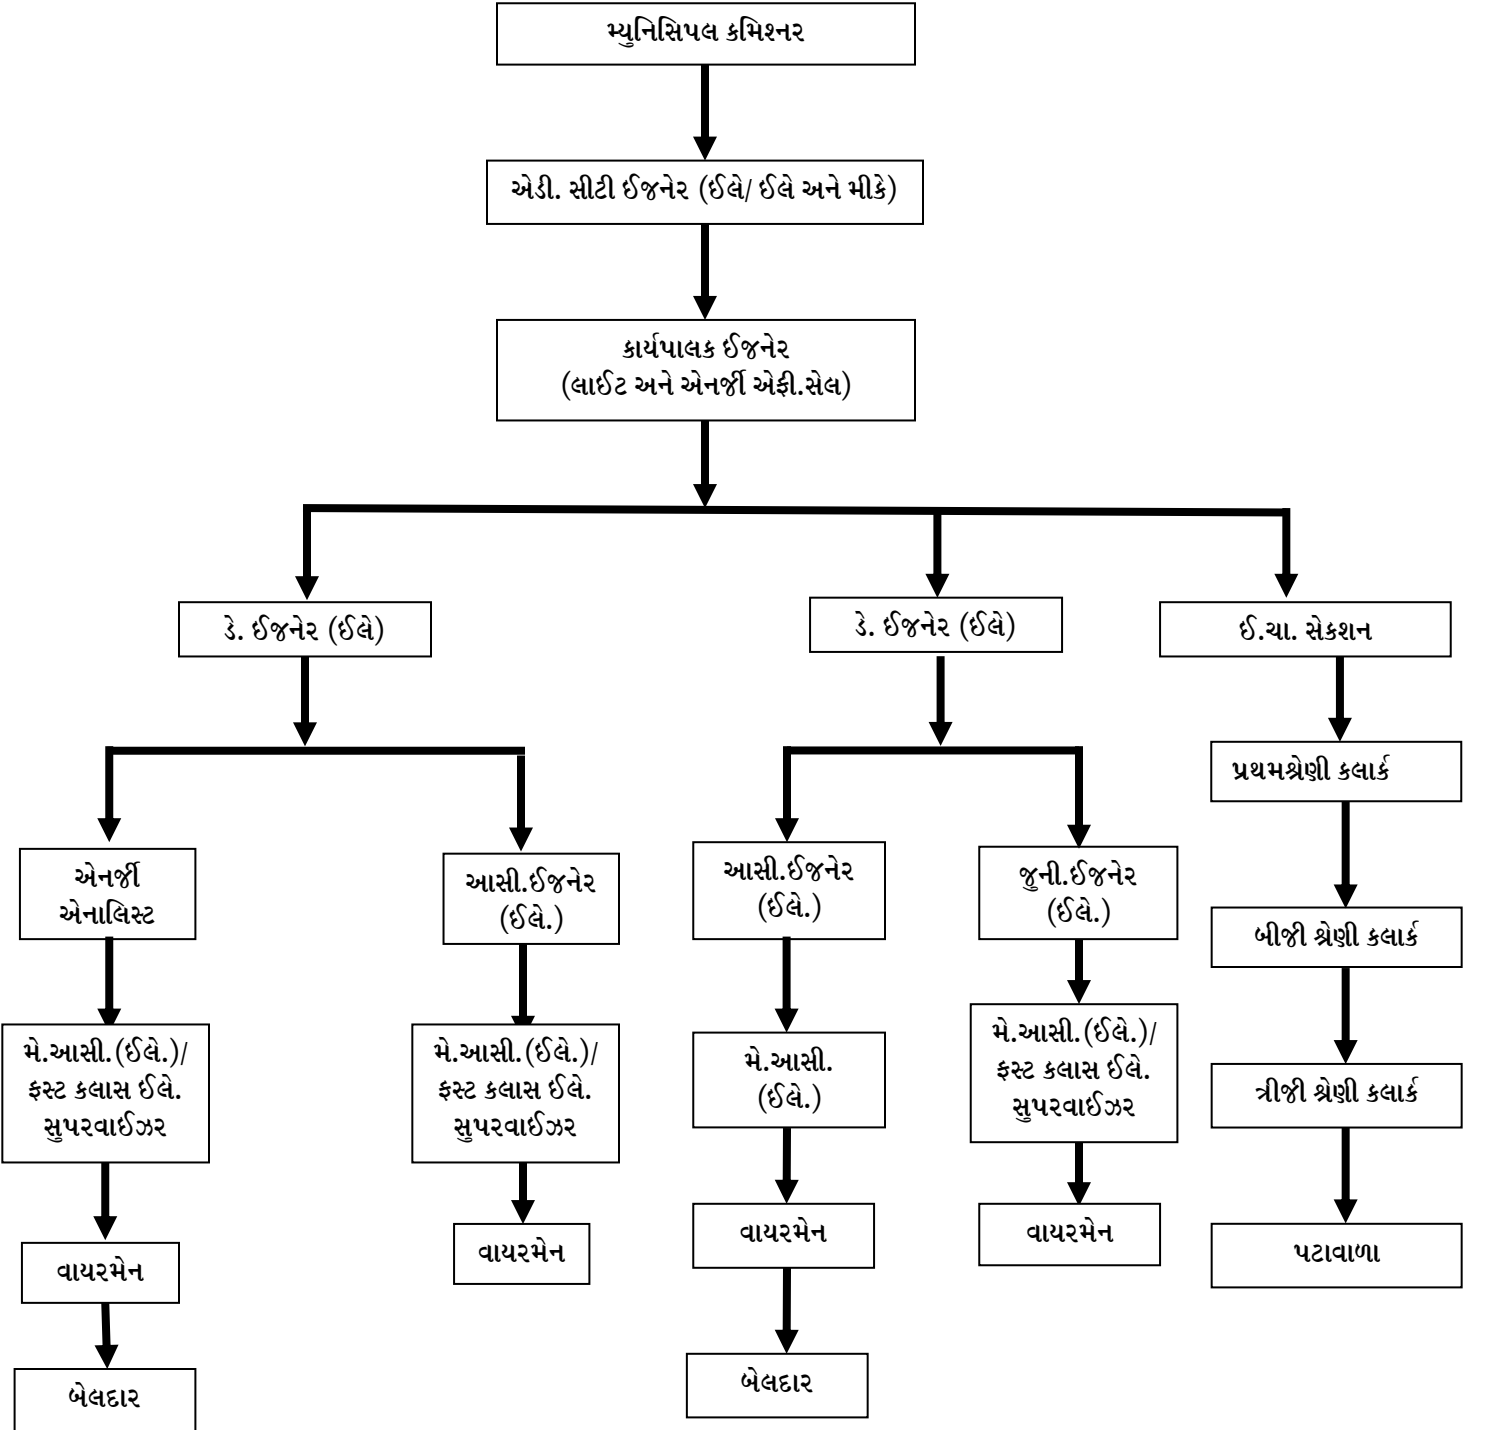 મ્યુનિસિપલ કમિશ્નર
એડી. સીટી ઈજનેર (ઈલે/ ઈલે અને મીકે)
કાર્યપાલક ઈજનેર
(લાઈટ અને એનર્જી એફી.સેલ)
ડે. ઈજનેર (ઈલે)
ડે. ઈજનેર (ઈલે)
ઈ.ચા. સેકશન
પ્રથમશ્રેણી કલાર્ક
એનર્જી
એનાલિસ્ટ
આસી.ઈજનેર
(ઈલે.)
આસી.ઈજનેર
(ઈલે.)
જુની.ઈજનેર
(ઈલે.)
બીજી શ્રેણી કલાર્ક
મે.આસી.(ઈલે.)/
ફસ્ટ કલાસ ઈલે.
સુપરવાઈઝર
મે.આસી.(ઈલે.)/
ફસ્ટ કલાસ ઈલે.
સુપરવાઈઝર
મે.આસી.
(ઈલે.)
મે.આસી.(ઈલે.)/
ફસ્ટ કલાસ ઈલે.
સુપરવાઈઝર
ત્રીજી શ્રેણી કલાર્ક
વાયરમેન
વાયરમેન
વાયરમેન
વાયરમેન
પટાવાળા
બેલદાર
બેલદાર